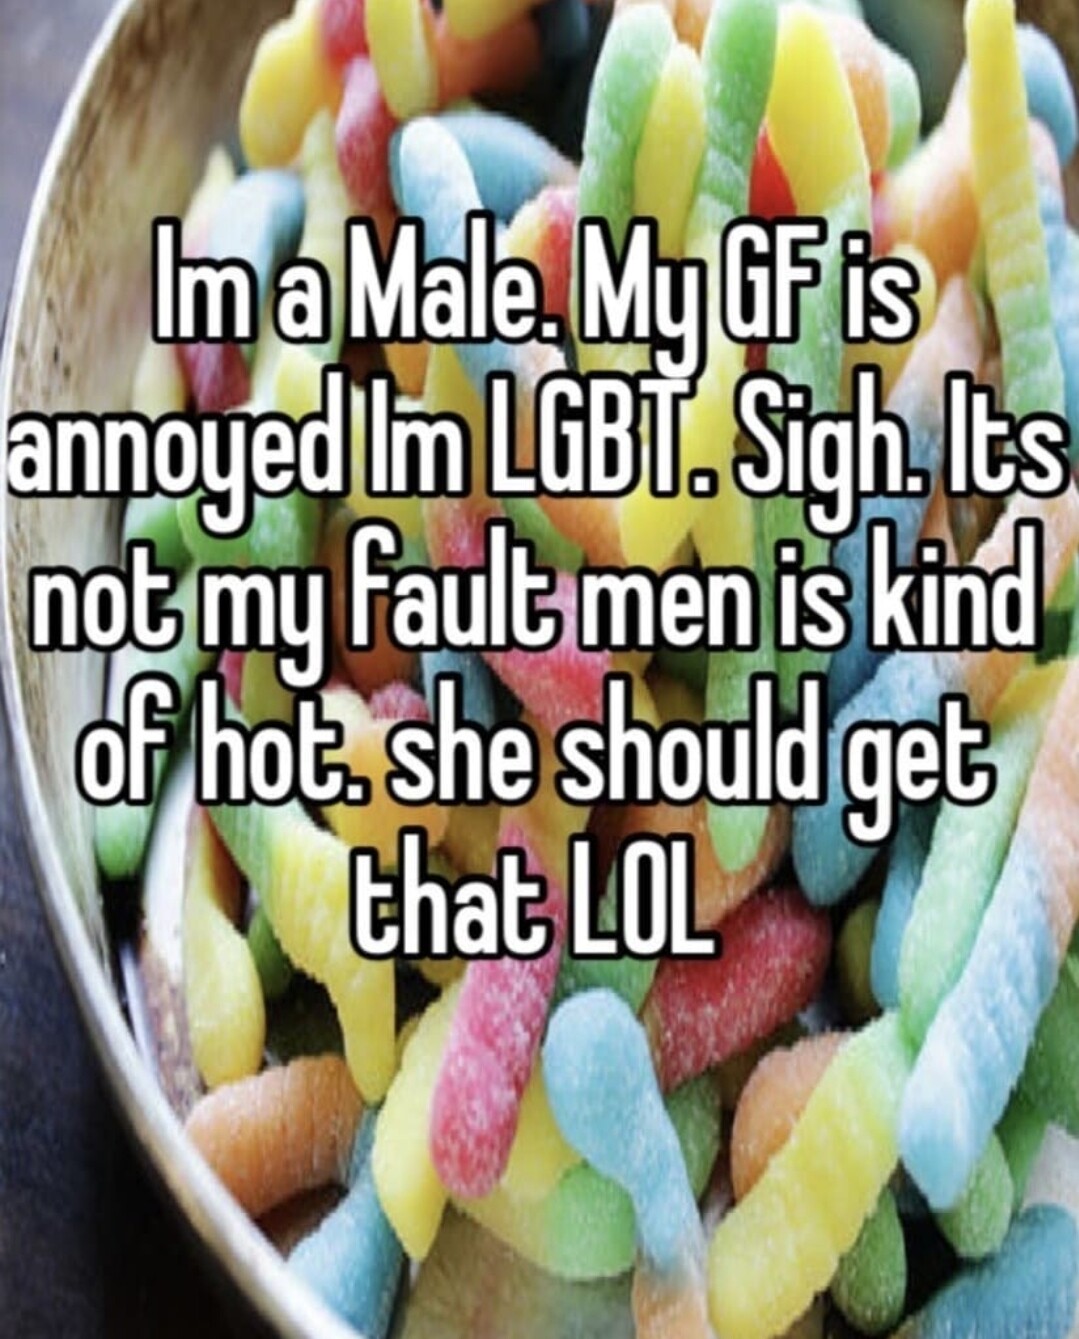 Im a Male. My GF is
annoyed Im LGBT. Sigh. Its
not my fault men is kind
of hot. she should get
that LOL